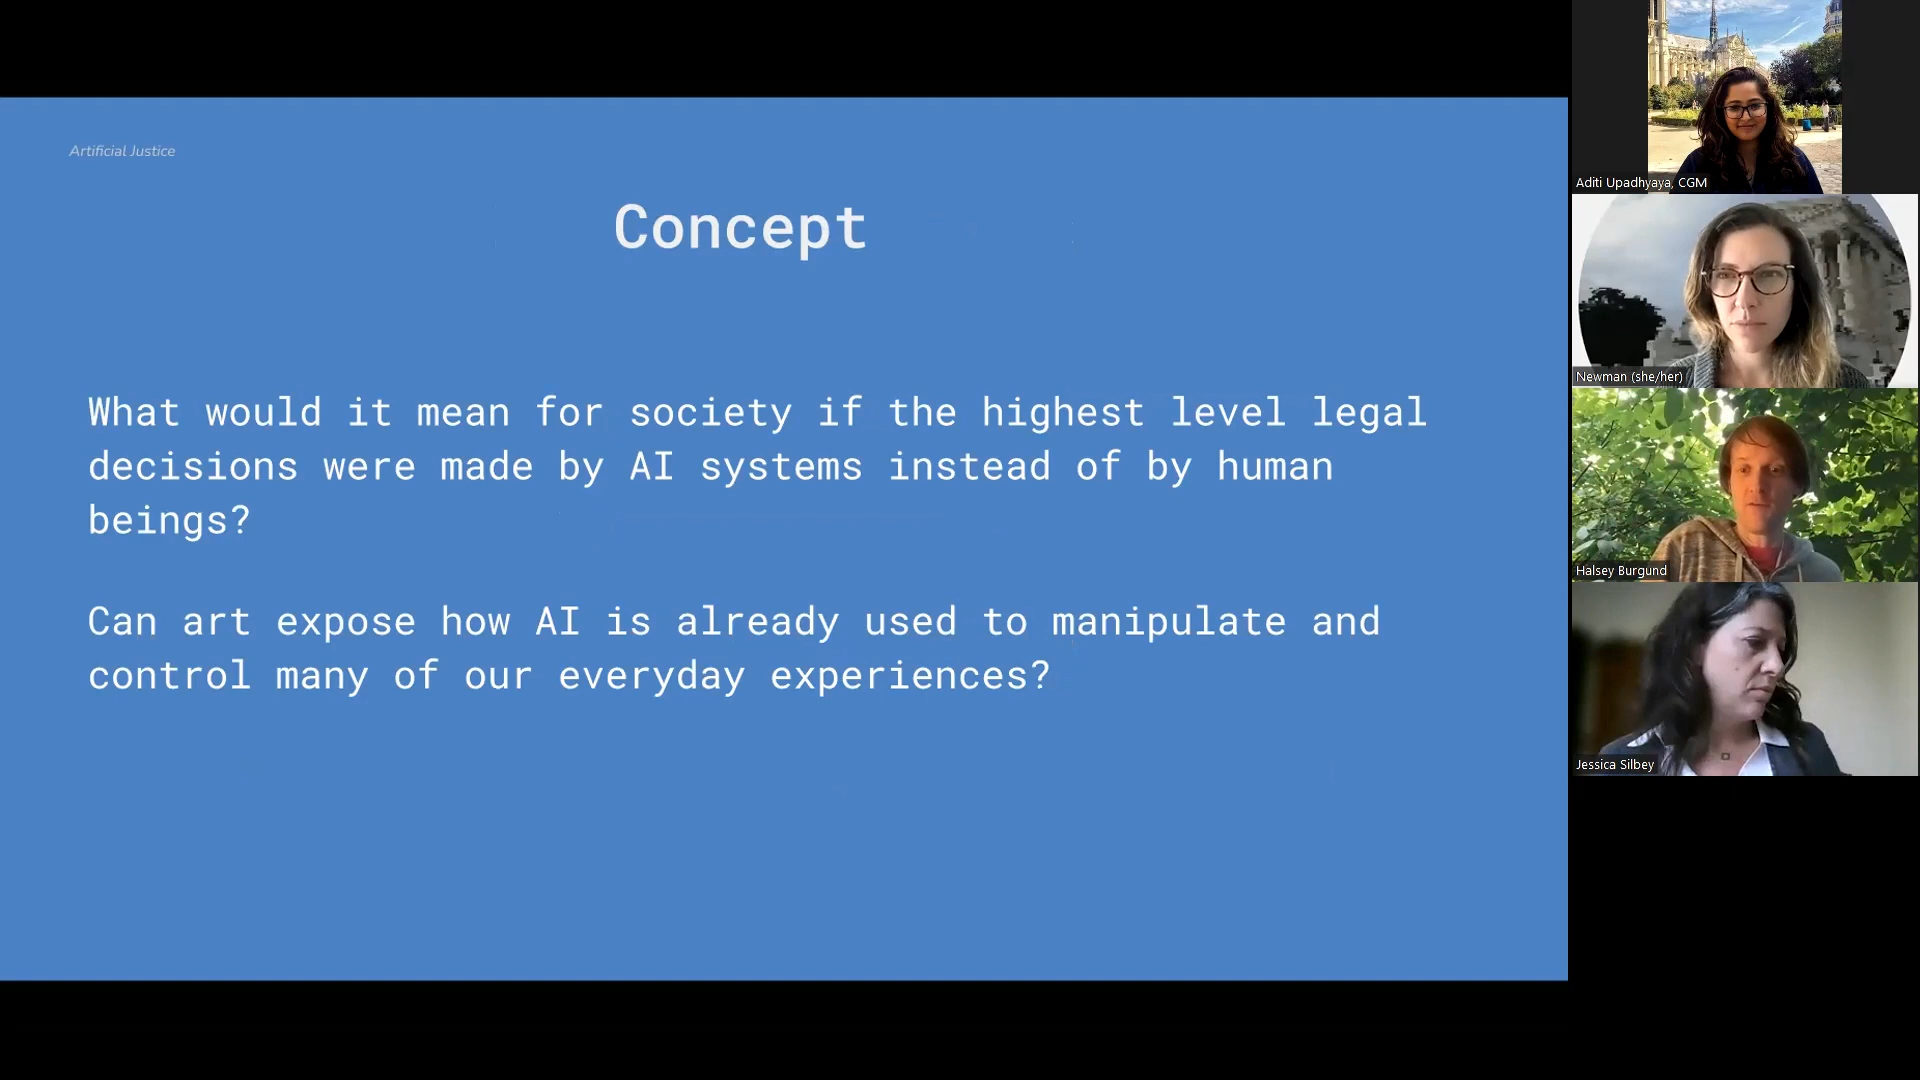 Artificial Justice
Concept
What would it mean for society if the highest level legal
decisions were made by AI systems instead of by human
beings?
Can art expose how AI is already used to manipulate and
control many of our everyday experiences?
Aditi Upadhyaya, CGM
Newman (she/her)
Halsey Burgund
Jessica Silbey